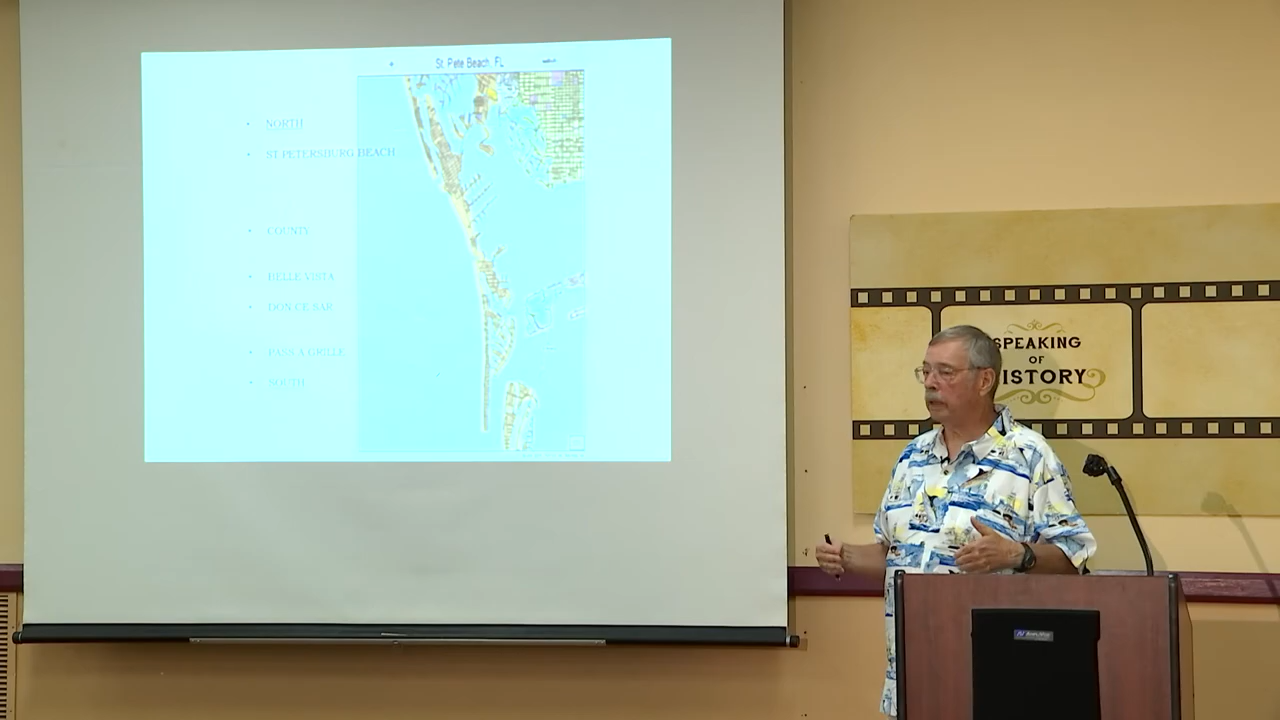 St. Pete Beach, FL
• NORTH
• ST PETERSBURG BEACH
• COUNTY
• BELLE VISTA
• DON CE SAR
• PASS A GRILLE
• SOUTH
SPEAKING
OF
ISTORY